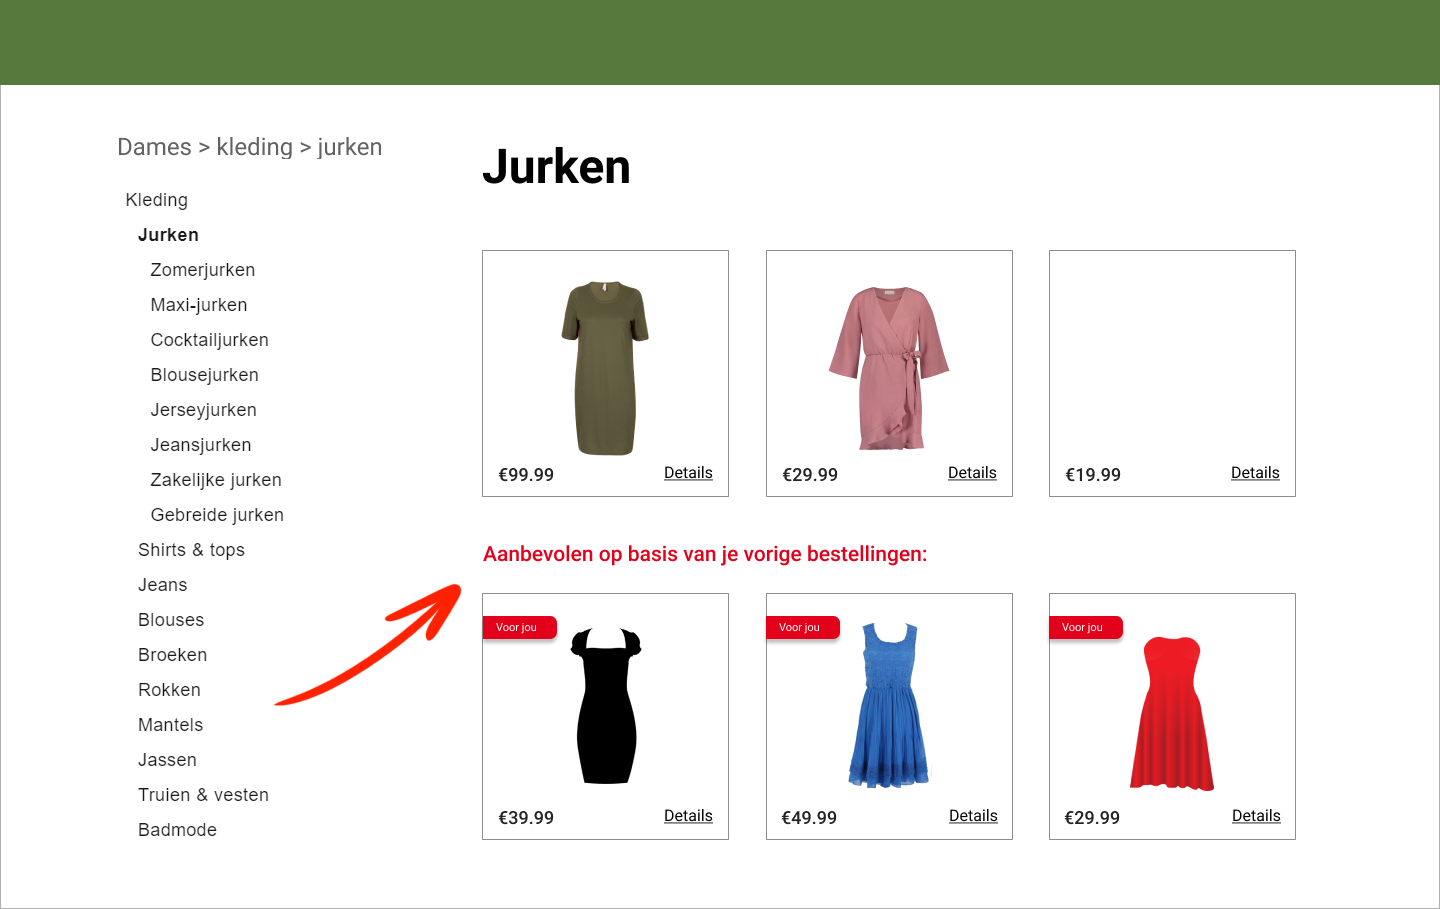 Dames > kleding > jurken
Kleding
Jurken
Zomerjurken
Maxi-jurken
Cocktailjurken
Blousejurken
Jerseyjurken
Jeansjurken
Zakelijke jurken
Gebreide jurken
Shirts & tops
Jeans
Blouses
Broeken
Rokken
Mantels
Jassen
Truien & vesten
Badmode
Jurken
€99.99 Details
€29.99 Details
€19.99 Details
Aanbevolen op basis van je vorige bestellingen:
Voor jou
€39.99 Details
Voor jou
€49.99 Details
Voor jou
€29.99 Details